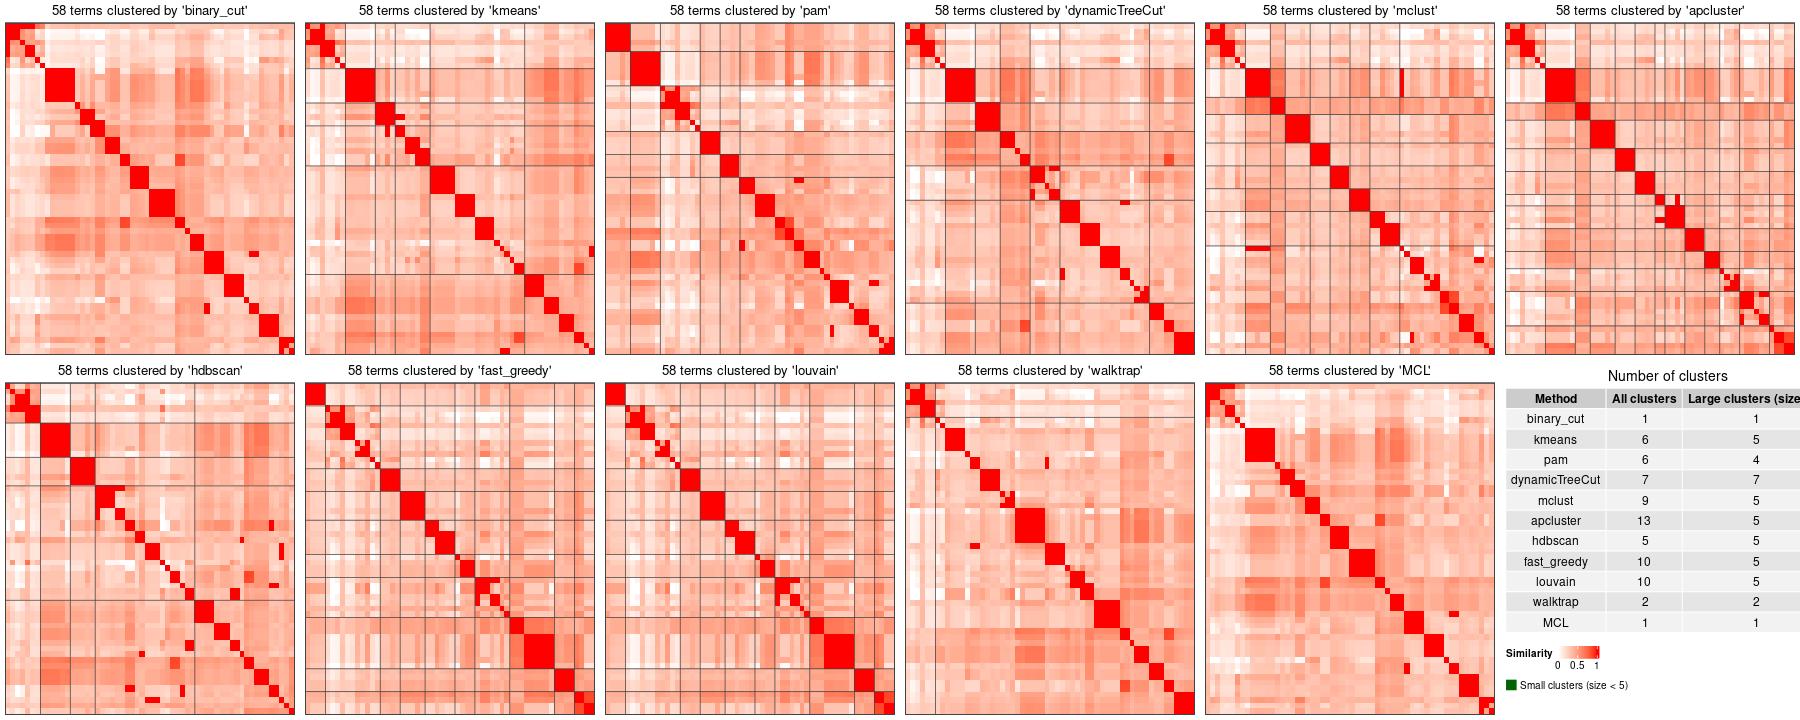 58 terms clustered by 'binary_cut'
58 terms clustered by 'kmeans'
58 terms clustered by 'pam'
58 terms clustered by 'dynamicTreeCut'
58 terms clustered by 'mclust'
58 terms clustered by 'apcluster'
58 terms clustered by 'hdbscan'
58 terms clustered by 'fast_greedy'
58 terms clustered by 'louvain'
58 terms clustered by 'walktrap'
58 terms clustered by 'MCL'
Number of clusters
Method All clusters Large clusters (size
binary_cut 1 1
kmeans 6 5
pam 6 4
dynamicTreeCut 7 7
mclust 9 5
apcluster 13 5
hdbscan 5 5
fast_greedy 10 5
louvain 10 5
walktrap 2 2
MCL 1 1
Similarity
0 0.5 1
Small clusters (size < 5)